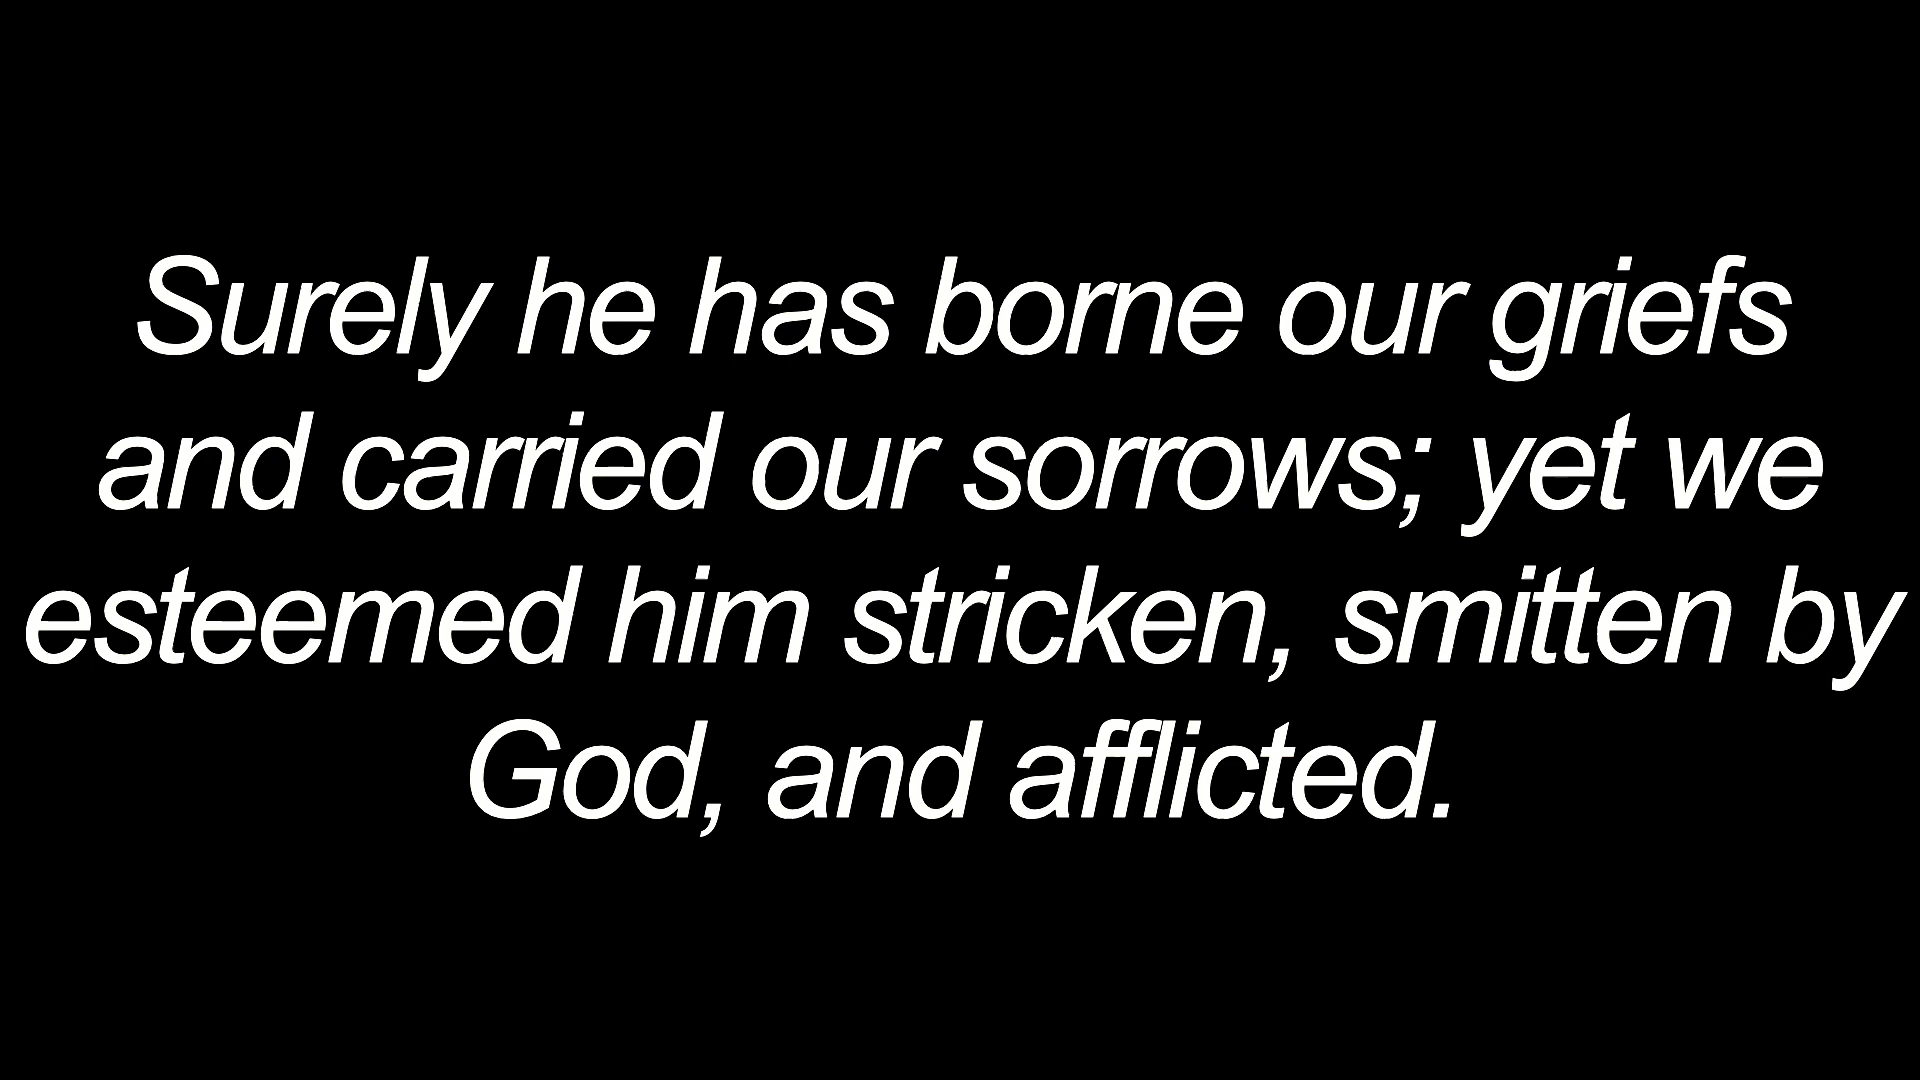 Surely he has borne our griefs
and carried our sorrows; yet we
esteemed him stricken, smitten by
God, and afflicted.